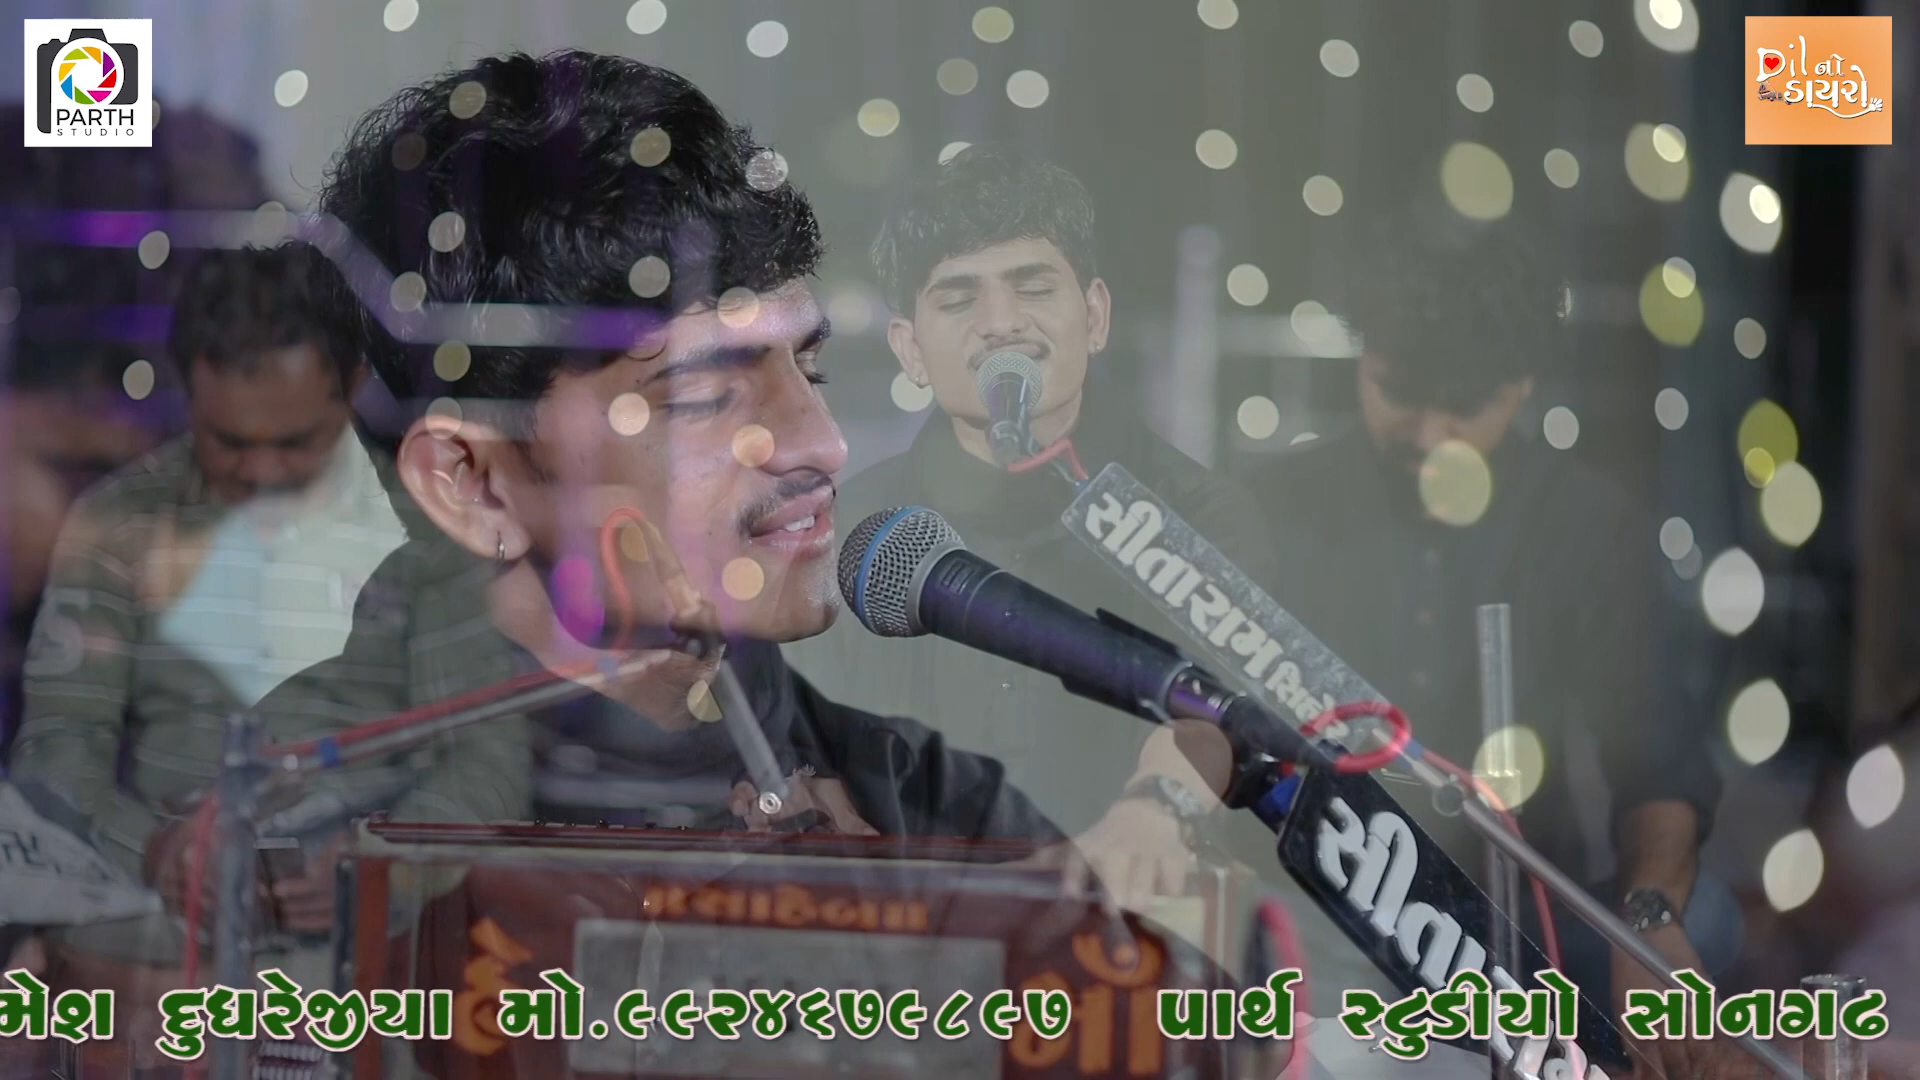 PARTH
STUDIO
Dil નો
ડાયરો
સીતારામ
સીતારામ
મેશ દુધરેજીયા મો.૯૯૨૪૬૭૯૮૯૭ પાર્થ સ્ટુડીયો સોનગઢ